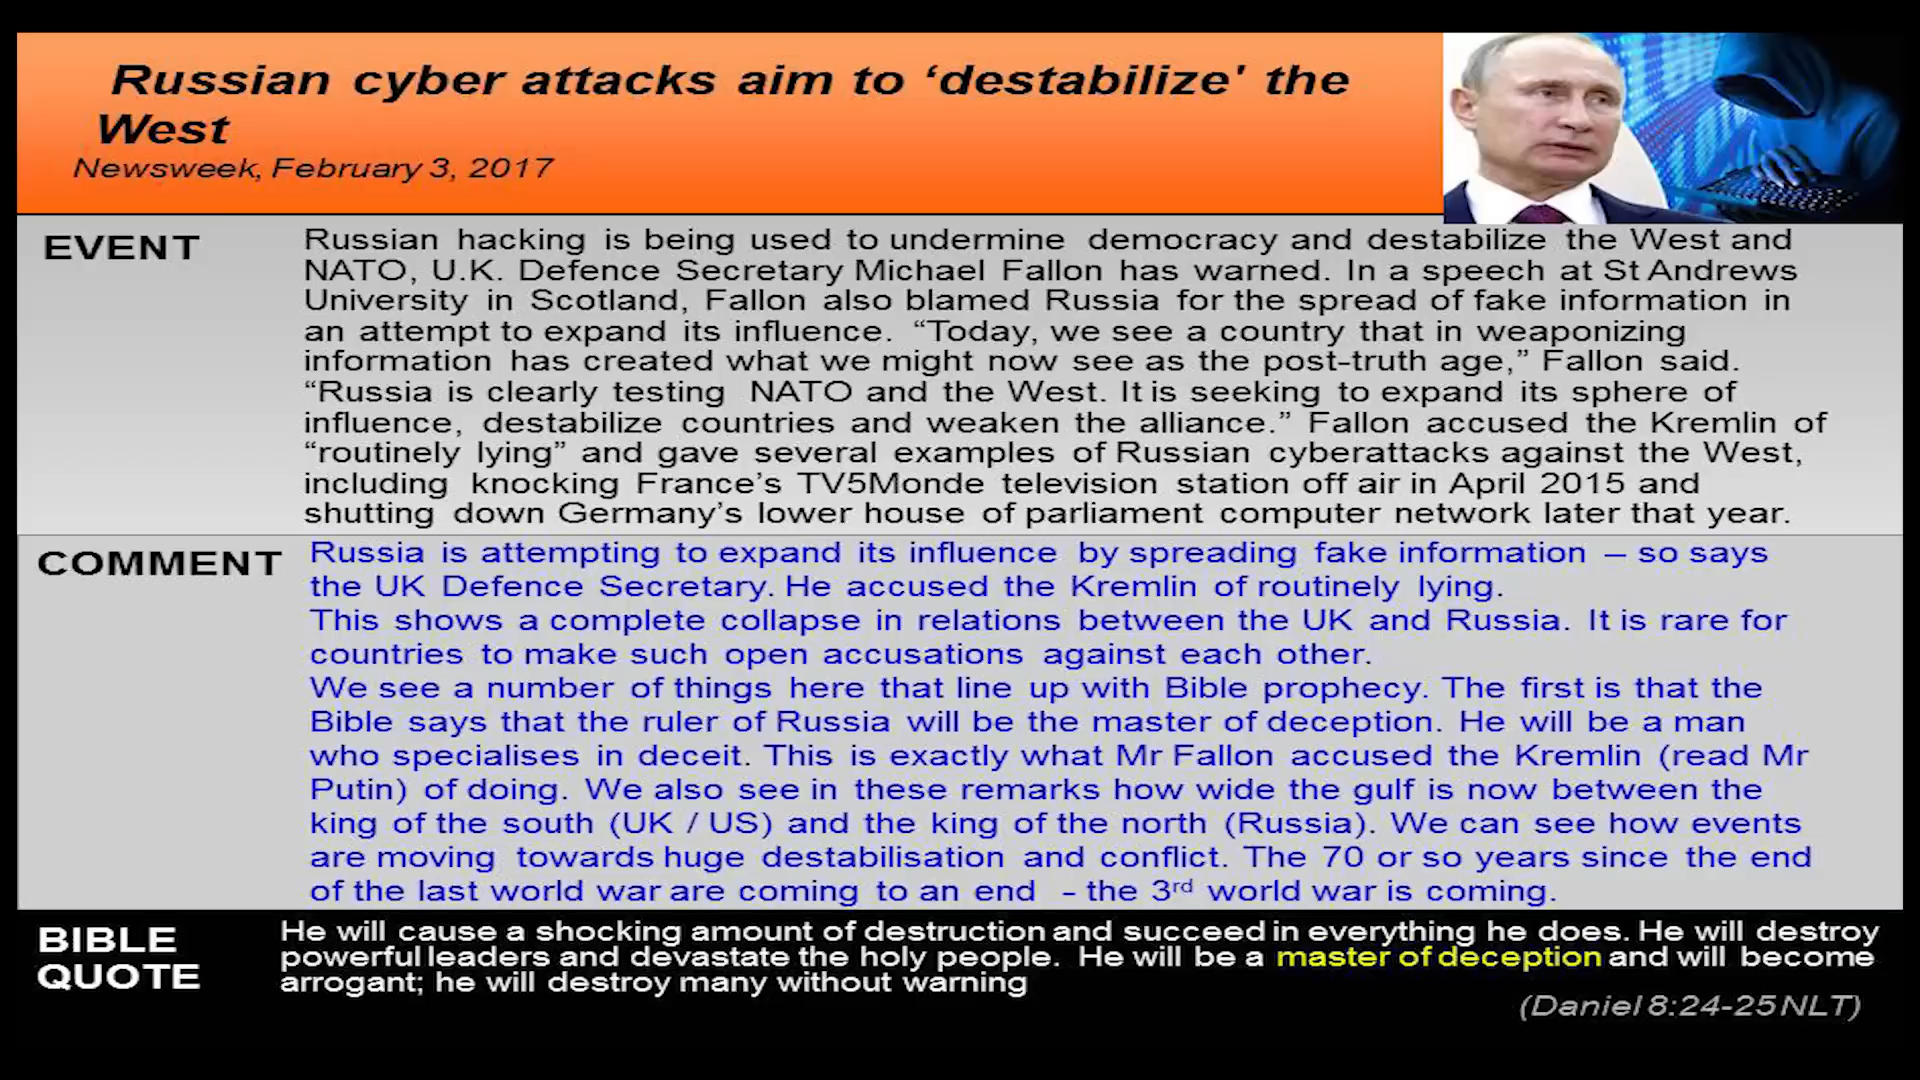 Russian cyber attacks aim to ‘destabilize' the
West
Newsweek, February 3, 2017
EVENT
Russian hacking is being used to undermine democracy and destabilize the West and
NATO, U.K. Defence Secretary Michael Fallon has warned. In a speech at St Andrews
University in Scotland, Fallon also blamed Russia for the spread of fake information in
an attempt to expand its influence. “Today, we see a country that in weaponizing
information has created what we might now see as the post-truth age,” Fallon said.
“Russia is clearly testing NATO and the West. It is seeking to expand its sphere of
influence, destabilize countries and weaken the alliance.” Fallon accused the Kremlin of
“routinely lying” and gave several examples of Russian cyberattacks against the West,
including knocking France’s TV5Monde television station off air in April 2015 and
shutting down Germany’s lower house of parliament computer network later that year.
COMMENT
Russia is attempting to expand its influence by spreading fake information – so says
the UK Defence Secretary. He accused the Kremlin of routinely lying.
This shows a complete collapse in relations between the UK and Russia. It is rare for
countries to make such open accusations against each other.
We see a number of things here that line up with Bible prophecy. The first is that the
Bible says that the ruler of Russia will be the master of deception. He will be a man
who specialises in deceit. This is exactly what Mr Fallon accused the Kremlin (read Mr
Putin) of doing. We also see in these remarks how wide the gulf is now between the
king of the south (UK / US) and the king of the north (Russia). We can see how events
are moving towards huge destabilisation and conflict. The 70 or so years since the end
of the last world war are coming to an end - the 3rd world war is coming.
BIBLE
QUOTE
He will cause a shocking amount of destruction and succeed in everything he does. He will destroy
powerful leaders and devastate the holy people. He will be a master of deception and will become
arrogant; he will destroy many without warning
(Daniel 8:24-25 NLT)